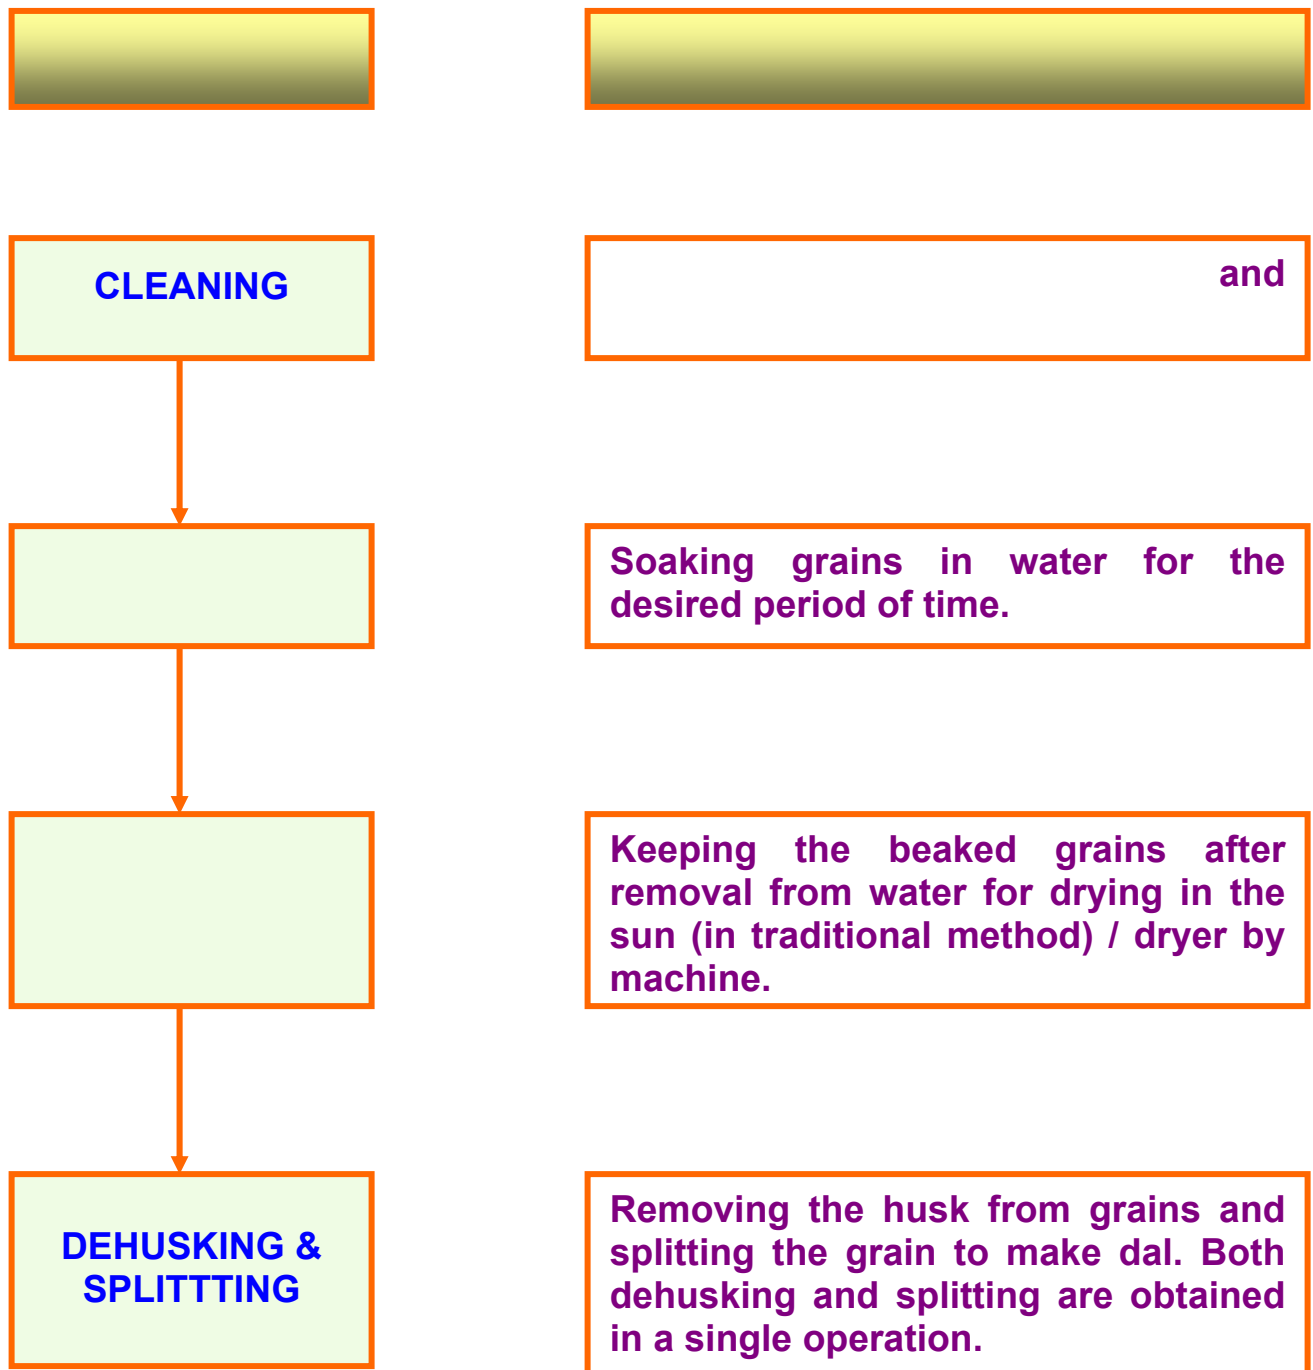 CLEANING
and
Soaking grains in water for the
desired period of time.
Keeping the beaked grains after
removal from water for drying in the
sun (in traditional method) / dryer by
machine.
DEHUSKING &
SPLITTTING
Removing the husk from grains and
splitting the grain to make dal. Both
dehusking and splitting are obtained
in a single operation.